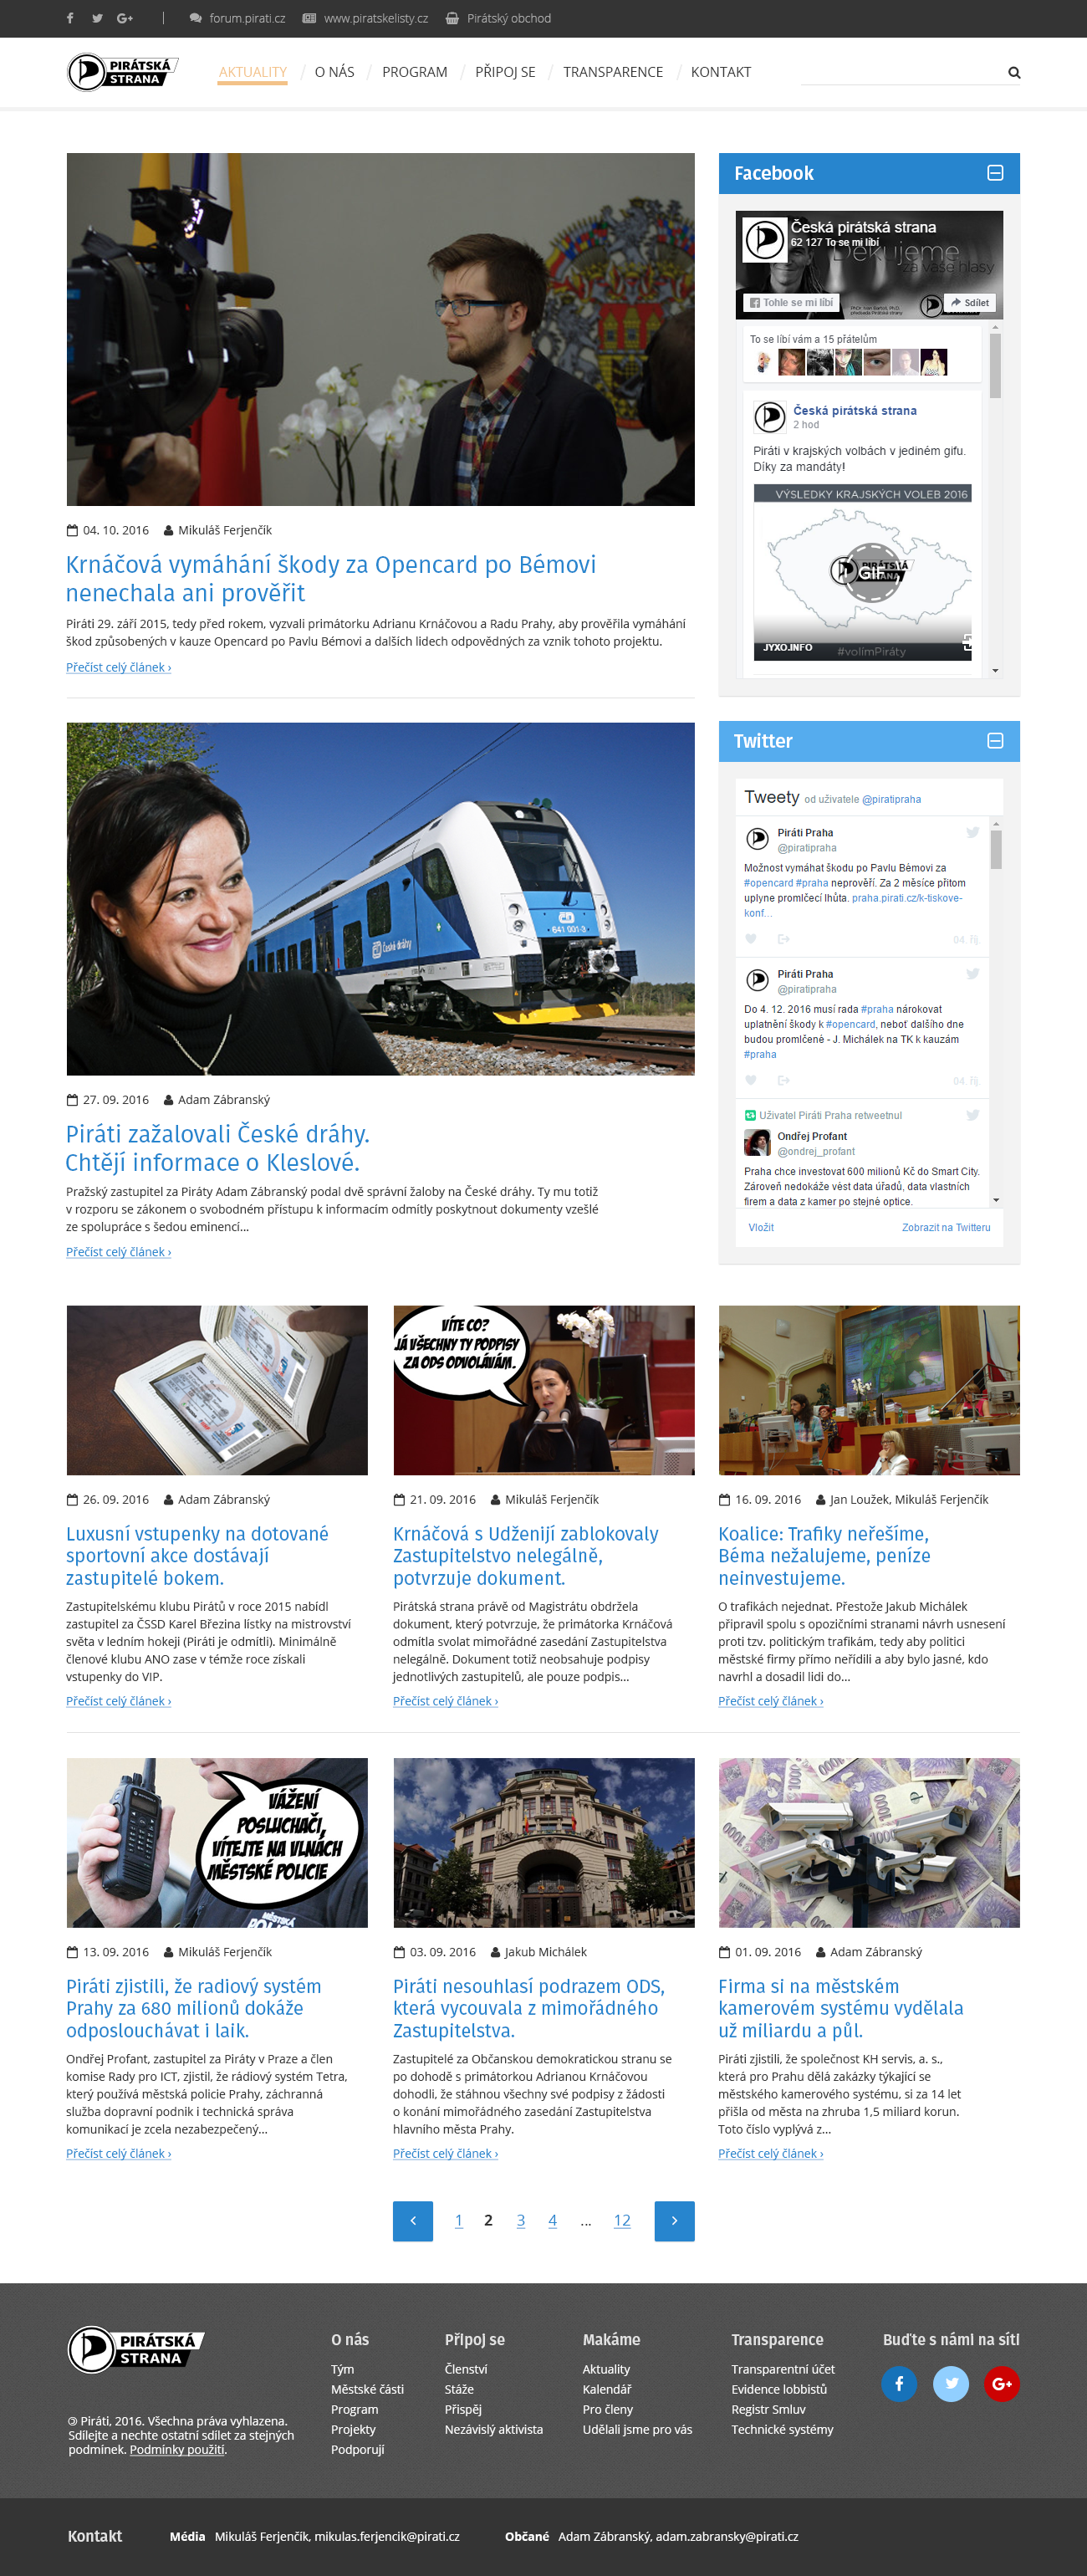 forum.pirati.cz www.piratskelisty.cz Pirátský obchod
PIRÁTSKÁ
STRANA
AKTUALITY / O NÁS / PROGRAM / PŘIPOJ SE / TRANSPARENCE / KONTAKT
04. 10. 2016 Mikuláš Ferjenčík
Krnáčová vymáhání škody za Opencard po Bémovi
nenechala ani prověřit
Piráti 29. září 2015, tedy před rokem, vyzvali primátorku Adrianu Krnáčovou a Radu Prahy, aby prověřila vymáhání
škod způsobených v kauze Opencard po Pavlu Bémovi a dalších lidech odpovědných za vznik tohoto projektu.
Přečíst celý článek ›
České dráhy
ČD
641 001-3
27. 09. 2016 Adam Zábranský
Piráti zažalovali České dráhy.
Chtějí informace o Kleslové.
Pražský zastupitel za Piráty Adam Zábranský podal dvě správní žaloby na České dráhy. Ty mu totiž
v rozporu se zákonem o svobodném přístupu k informacím odmítly poskytnout dokumenty vzešlé
ze spolupráce s šedou eminencí...
Přečíst celý článek ›
Facebook
Česká pirátská strana
62 127 To se mi líbí
Děkujeme
za vaše hlasy
Tohle se mi líbí
Sdílet
To se líbí vám a 15 přátelům
Česká pirátská strana
2 hod
Piráti v krajských volbách v jediném gifu.
Díky za mandáty!
VÝSLEDKY KRAJSKÝCH VOLEB 2016
PIRÁTSKÁ
STRANA
GIF
JYXO.INFO
#volímPiráty
Twitter
Tweety od uživatele @piratipraha
Piráti Praha
@piratipraha
Možnost vymáhat škodu po Pavlu Bémovi za
#opencard #praha neprověří. Za 2 měsíce přitom
uplyne promlčecí lhůta. praha.pirati.cz/k-tiskove-
konf...
04. říj.
Piráti Praha
@piratipraha
Do 4. 12. 2016 musí rada #praha nárokovat
uplatnění škody k #opencard, neboť dalšího dne
budou promlčené - J. Michálek na TK k kauzám
#praha
04. říj.
Uživatel Piráti Praha retweetnul
Ondřej Profant
@ondrej_profant
Praha chce investovat 600 milionů Kč do Smart City.
Zároveň nedokáže vést data úřadů, data vlastních
firem a data z kamer po stejné optice.
Vložit Zobrazit na Twitteru
26. 09. 2016 Adam Zábranský
Luxusní vstupenky na dotované
sportovní akce dostávají
zastupitelé bokem.
Zastupitelskému klubu Pirátů v roce 2015 nabídl
zastupitel za ČSSD Karel Březina lístky na mistrovství
světa v ledním hokeji (Piráti je odmítli). Minimálně
členové klubu ANO zase v témže roce získali
vstupenky do VIP.
Přečíst celý článek ›
VÍTE CO?
JÁ VŠECHNY TY PODPISY
ZA ODS ODVOLÁVÁM.
21. 09. 2016 Mikuláš Ferjenčík
Krnáčová s Udženijí zablokovaly
Zastupitelstvo nelegálně,
potvrzuje dokument.
Pirátská strana právě od Magistrátu obdržela
dokument, který potvrzuje, že primátorka Krnáčová
odmítla svolat mimořádné zasedání Zastupitelstva
nelegálně. Dokument totiž neobsahuje podpisy
jednotlivých zastupitelů, ale pouze podpis...
Přečíst celý článek ›
16. 09. 2016 Jan Loužek, Mikuláš Ferjenčík
Koalice: Trafiky neřešíme,
Béma nežalujeme, peníze
neinvestujeme.
O trafikách nejednat. Přestože Jakub Michálek
připravil spolu s opozičními stranami návrh usnesení
proti tzv. politickým trafikám, tedy aby politici
městské firmy přímo neřídili a aby bylo jasné, kdo
navrhl a dosadil lidi do...
Přečíst celý článek ›
VÁŽENÍ
POSLUCHAČI,
VÍTEJTE NA VLNÁCH
MĚSTSKÉ POLICIE
MĚSTSKÁ
13. 09. 2016 Mikuláš Ferjenčík
Piráti zjistili, že radiový systém
Prahy za 680 milionů dokáže
odposlouchávat i laik.
Ondřej Profant, zastupitel za Piráty v Praze a člen
komise Rady pro ICT, zjistil, že rádiový systém Tetra,
který používá městská policie Prahy, záchranná
služba dopravní podnik i technická správa
komunikací je zcela nezabezpečený...
Přečíst celý článek ›
03. 09. 2016 Jakub Michálek
Piráti nesouhlasí podrazem ODS,
která vycouvala z mimořádného
Zastupitelstva.
Zastupitelé za Občanskou demokratickou stranu se
po dohodě s primátorkou Adrianou Krnáčovou
dohodli, že stáhnou všechny své podpisy z žádosti
o konání mimořádného zasedání Zastupitelstva
hlavního města Prahy.
Přečíst celý článek ›
01. 09. 2016 Adam Zábranský
Firma si na městském
kamerovém systému vydělala
už miliardu a půl.
Piráti zjistili, že společnost KH servis, a. s.,
která pro Prahu dělá zakázky týkající se
městského kamerového systému, si za 14 let
přišla od města na zhruba 1,5 miliard korun.
Toto číslo vyplývá z...
Přečíst celý článek ›
‹ 1 2 3 4 ... 12 ›
PIRÁTSKÁ
STRANA
Piráti, 2016. Všechna práva vyhlazena.
Sdílejte a nechte ostatní sdílet za stejných
podmínek. Podmínky použití.
O nás
Tým
Městské části
Program
Projekty
Podporují
Připoj se
Členství
Stáže
Přispěj
Nezávislý aktivista
Makáme
Aktuality
Kalendář
Pro členy
Udělali jsme pro vás
Transparence
Transparentní účet
Evidence lobbistů
Registr Smluv
Technické systémy
Buďte s námi na síti
Kontakt Média Mikuláš Ferjenčík, mikulas.ferjencik@pirati.cz Občané Adam Zábranský, adam.zabransky@pirati.cz